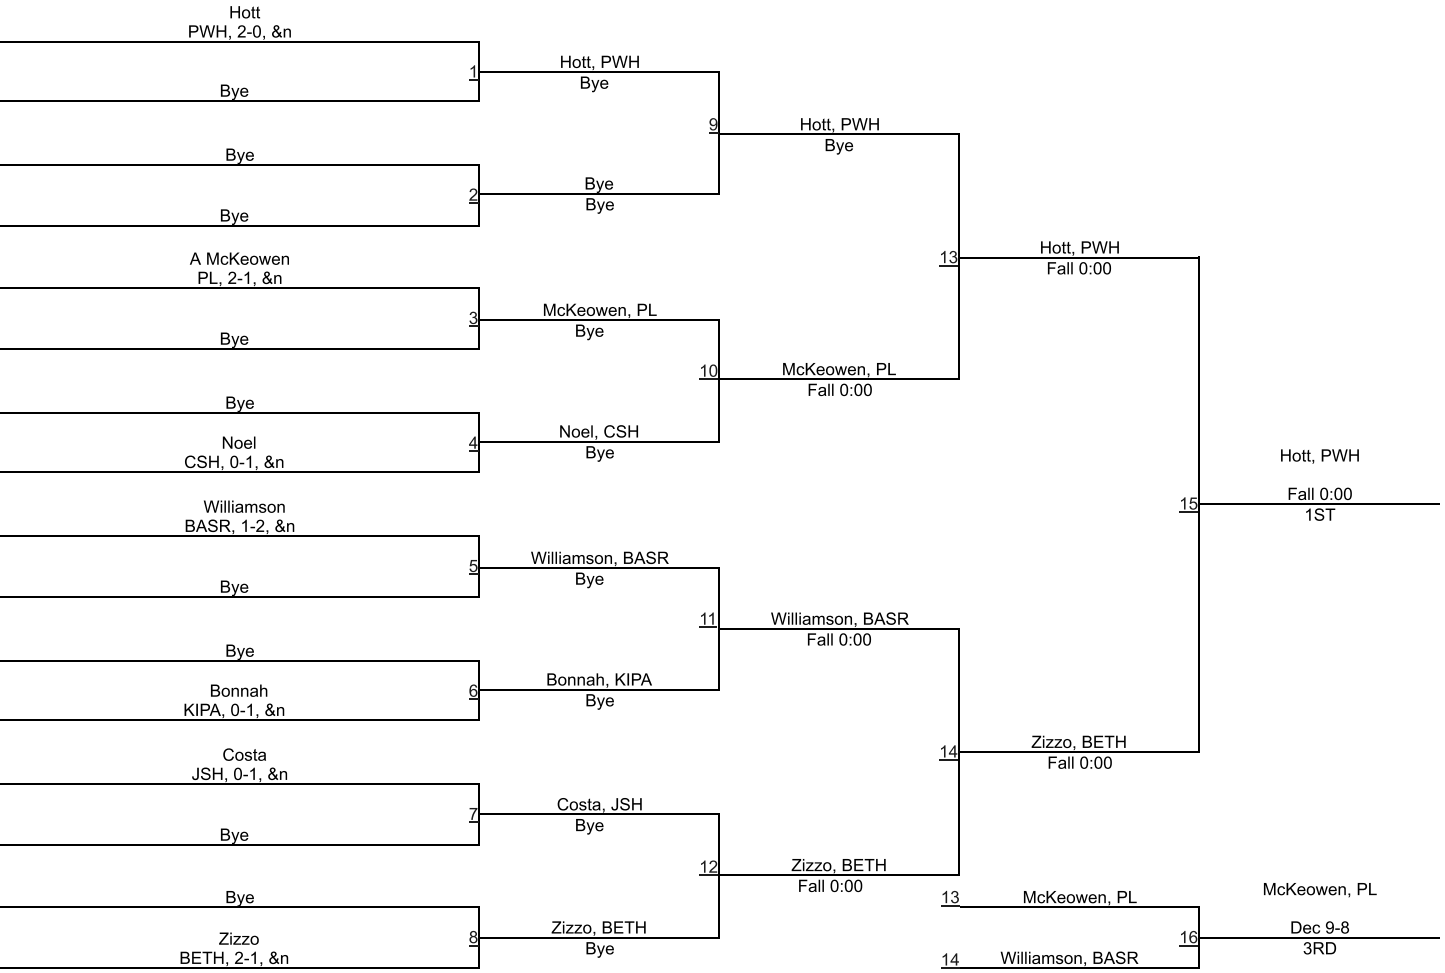 Hott
PWH, 2-0, &n
1
Bye
Hott, PWH
Bye
9
Bye
2
Bye
Bye
Bye
Hott, PWH
Bye
A McKeowen
PL, 2-1, &n
3
Bye
McKeowen, PL
Bye
10
Bye
Noel
CSH, 0-1, &n
4
Noel, CSH
Bye
McKeowen, PL
Fall 0:00
13
Hott, PWH
Fall 0:00
Williamson
BASR, 1-2, &n
5
Bye
Williamson, BASR
Bye
11
Bye
Bonnah
KIPA, 0-1, &n
6
Bonnah, KIPA
Bye
Williamson, BASR
Fall 0:00
Costa
JSH, 0-1, &n
7
Bye
Costa, JSH
Bye
12
Bye
Zizzo
BETH, 2-1, &n
8
Zizzo, BETH
Bye
Zizzo, BETH
Fall 0:00
14
Zizzo, BETH
Fall 0:00
15
Hott, PWH
Fall 0:00
1ST
13
McKeowen, PL
14
Williamson, BASR
16
McKeowen, PL
Dec 9-8
3RD